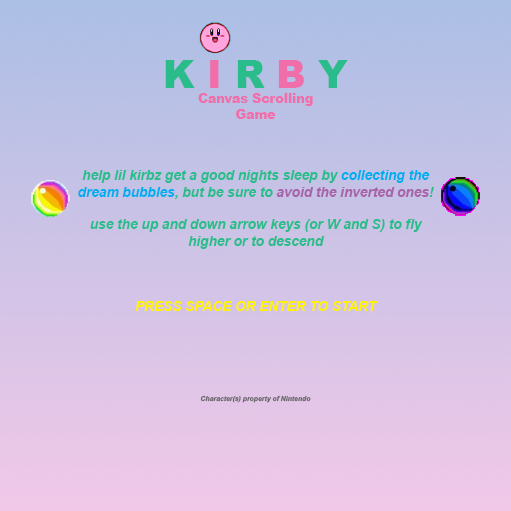 K I R B Y
Canvas Scrolling
Game
help lil kirbz get a good nights sleep by collecting the
dream bubbles, but be sure to avoid the inverted ones!
use the up and down arrow keys (or W and S) to fly
higher or to descend
PRESS SPACE OR ENTER TO START
Character(s) property of Nintendo